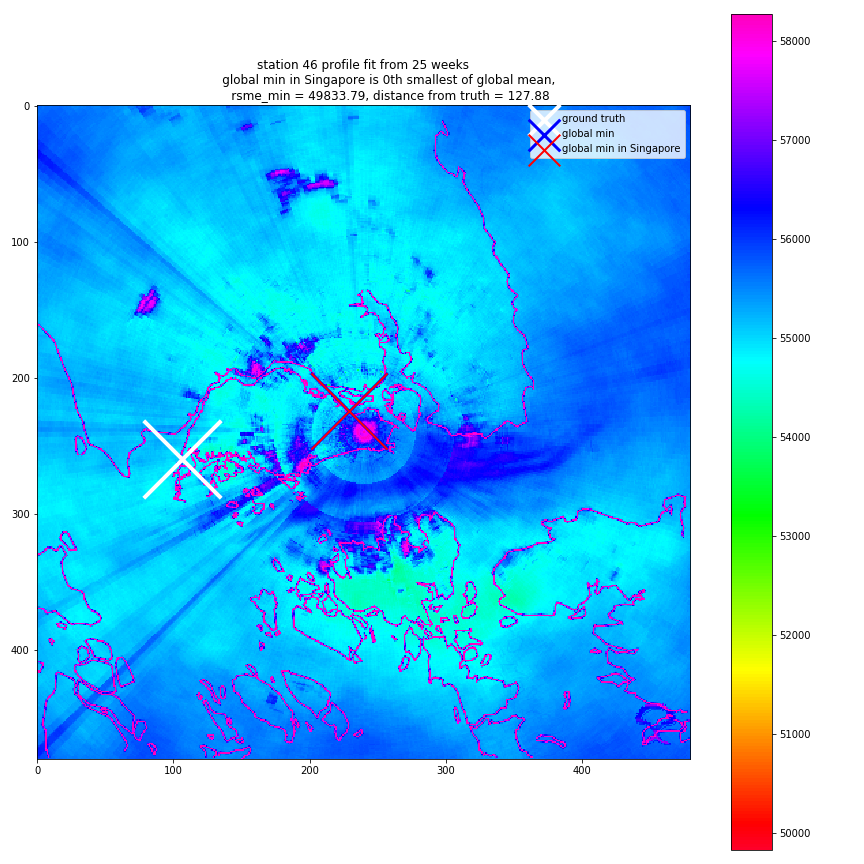 station 46 profile fit from 25 weeks
global min in Singapore is 0th smallest of global mean,
rsme_min = 49833.79, distance from truth = 127.88
ground truth
global min
global min in Singapore
0
100
200
300
400
0 100 200 300 400
58000
57000
56000
55000
54000
53000
52000
51000
50000